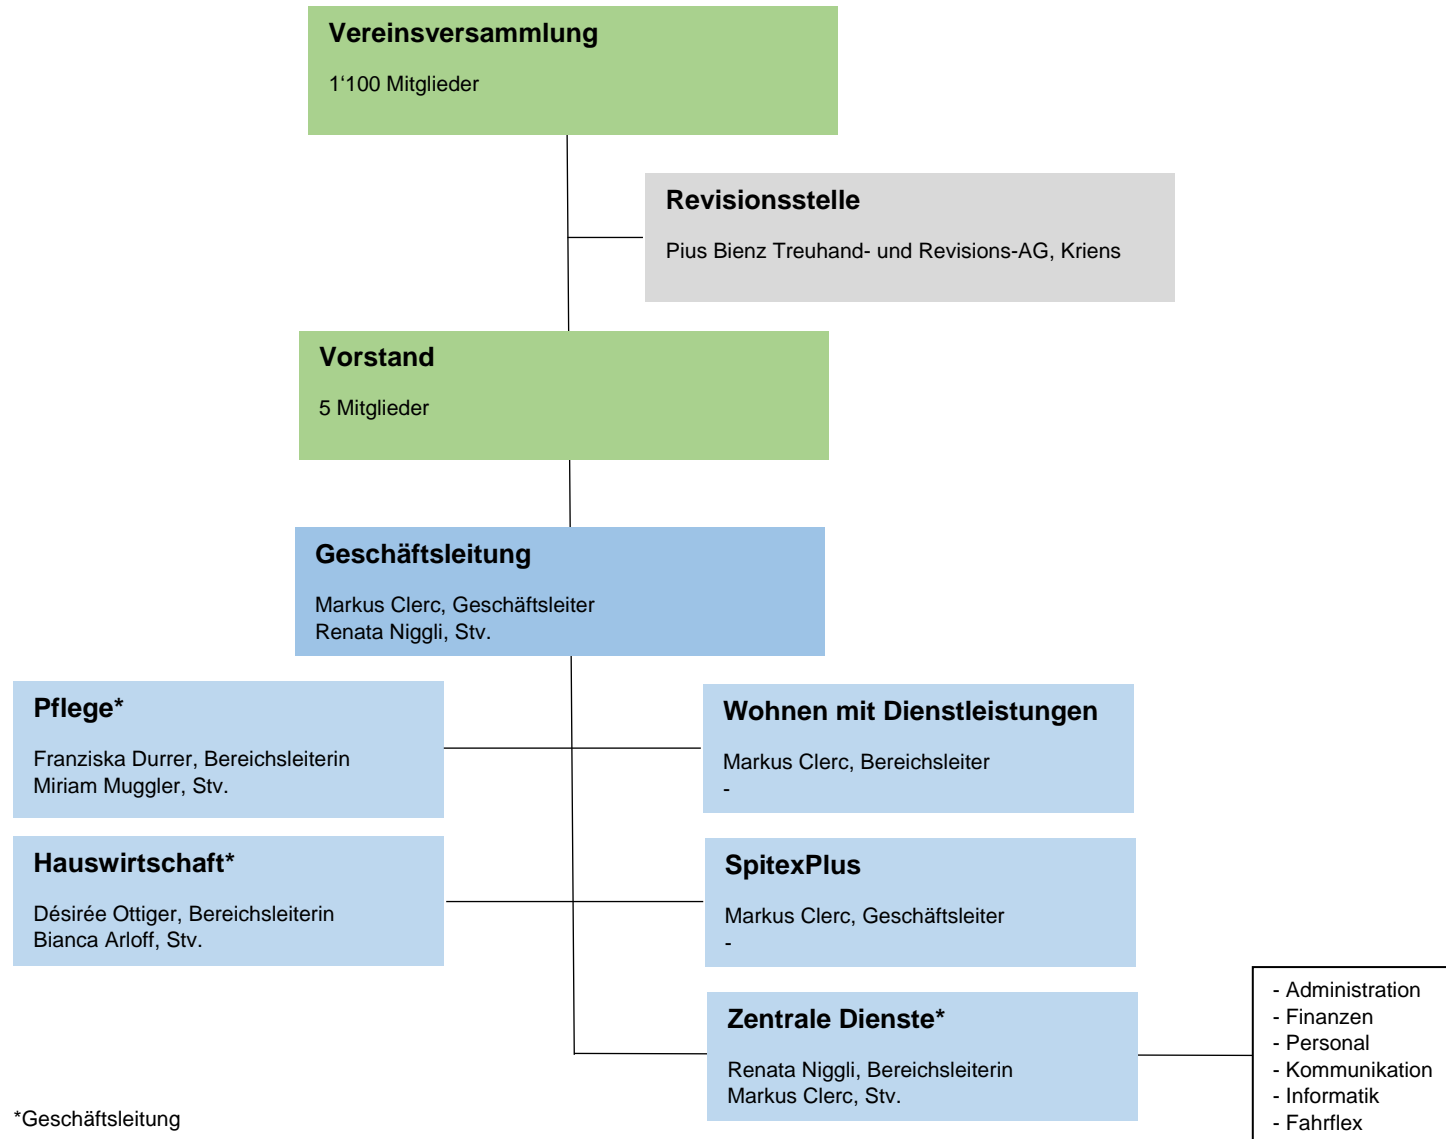 Vereinsversammlung
1‘100 Mitglieder
Revisionsstelle
Pius Bienz Treuhand- und Revisions-AG, Kriens
Vorstand
5 Mitglieder
Geschäftsleitung
Markus Clerc, Geschäftsleiter
Renata Niggli, Stv.
Pflege*
Franziska Durrer, Bereichsleiterin
Miriam Muggler, Stv.
Wohnen mit Dienstleistungen
Markus Clerc, Bereichsleiter
-
Hauswirtschaft*
Désirée Ottiger, Bereichsleiterin
Bianca Arloff, Stv.
SpitexPlus
Markus Clerc, Geschäftsleiter
-
Zentrale Dienste*
Renata Niggli, Bereichsleiterin
Markus Clerc, Stv.
- Administration
- Finanzen
- Personal
- Kommunikation
- Informatik
- Fahrflex
*Geschäftsleitung